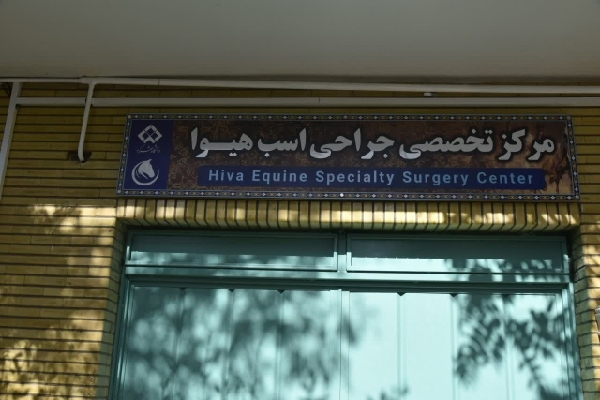 مرکز تخصصی جراحی اسب هیوا
Hiva Equine Specialty Surgery Center